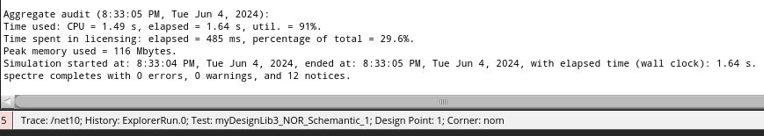 Aggregate audit (8:33:05 PM, Tue Jun 4, 2024):
Time used: CPU = 1.49 s, elapsed = 1.64 s, util. = 91%.
Time spent in licensing: elapsed = 485 ms, percentage of total = 29.6%.
Peak memory used = 116 Mbytes.
Simulation started at: 8:33:04 PM, Tue Jun 4, 2024, ended at: 8:33:05 PM, Tue Jun 4, 2024, with elapsed time (wall clock): 1.64 s.
spectre completes with 0 errors, 0 warnings, and 12 notices.
5 Trace: /net10; History: ExplorerRun.0; Test: myDesignLib3_NOR_Schemantic_1; Design Point: 1; Corner: nom